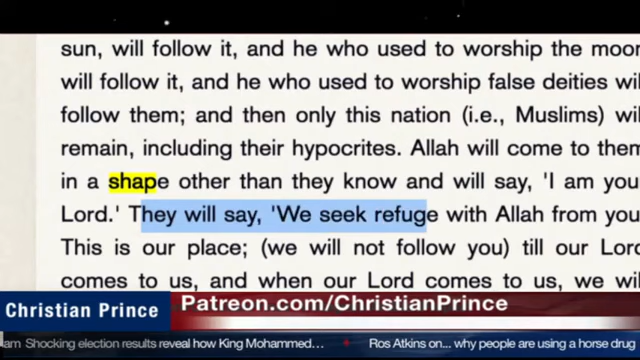 sun, will follow it, and he who used to worship the moon
will follow it, and he who used to worship false deities wil
follow them; and then only this nation (i.e., Muslims) wil
remain, including their hypocrites. Allah will come to them
in a shape other than they know and will say, 'I am you
Lord.' They will say, 'We seek refuge with Allah from you
This is our place; (we will not follow you) till our Lord
comes to us, and when our Lord comes to us, we wil
Christian Prince
Patreon.com/ChristianPrince
am Shocking election results reveal how King Mohammed... Ros Atkins on... why people are using a horse drug